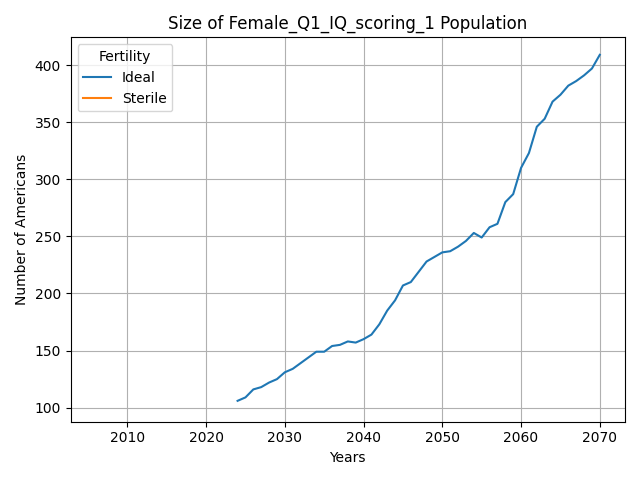 Size of Female_Q1_IQ_scoring_1 Population
Fertility
Ideal
Sterile
400
350
300
250
200
150
100
Number of Americans
2010 2020 2030 2040 2050 2060 2070
Years